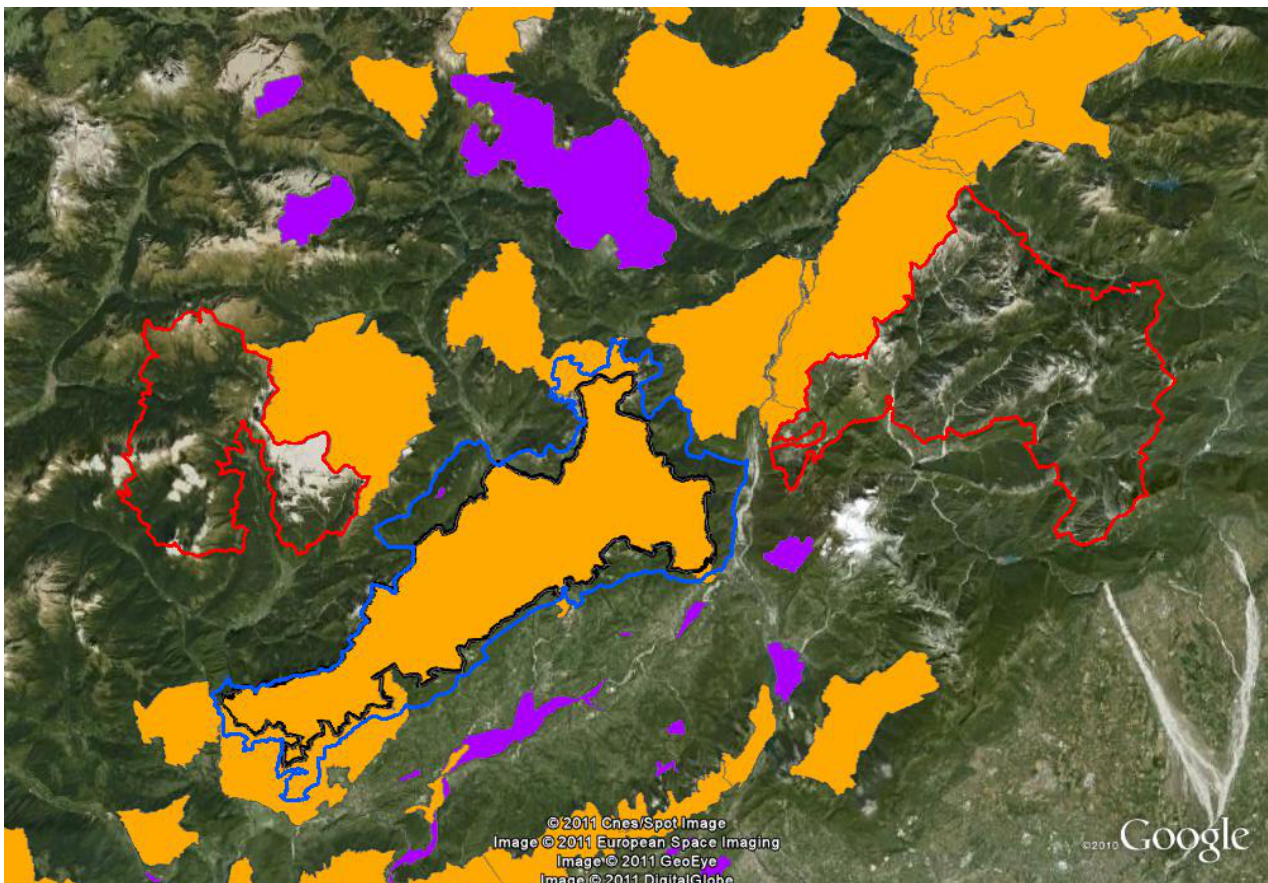 © 2011 Cnes/Spot Image
Image © 2011 European Space Imaging
Image © 2011 GeoEye
Image © 2011 DigitalGlobe
©2010 Google